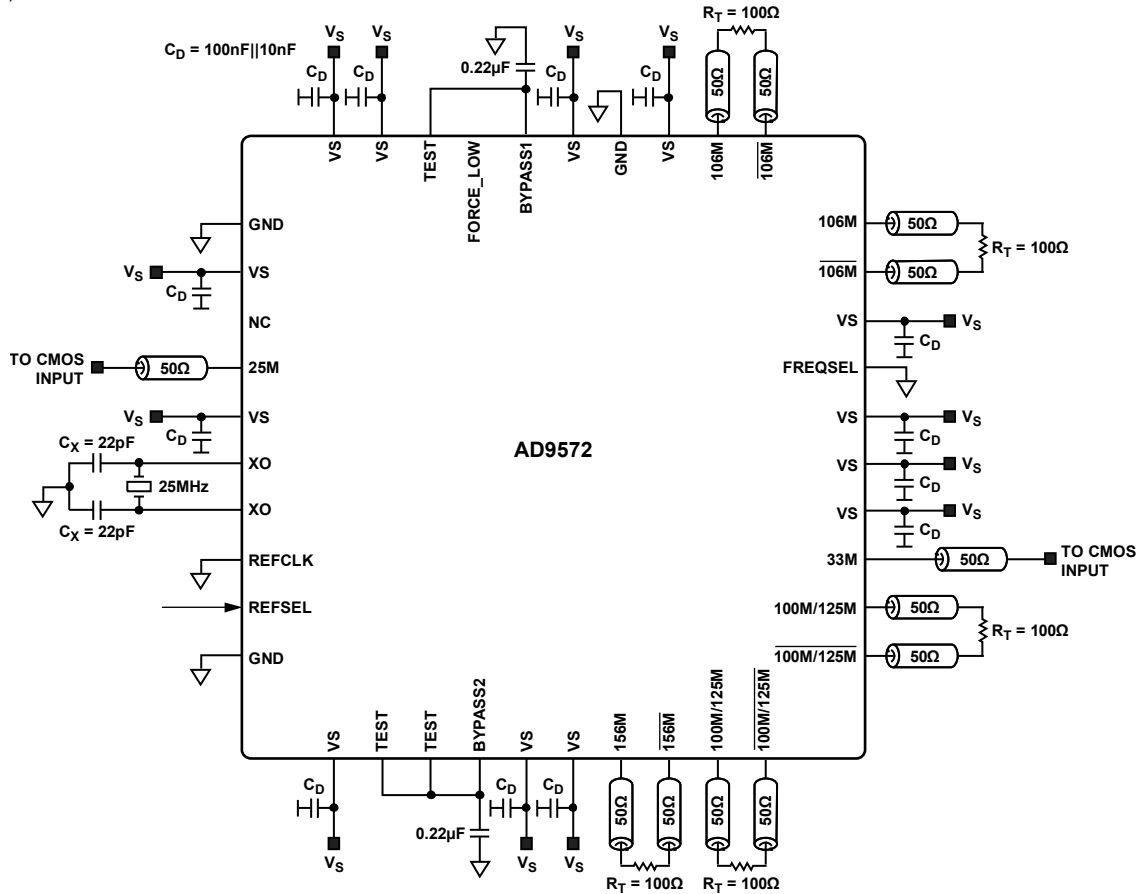 C_D = 100nF||10nF
V_S
V_S
0.22µF
V_S
V_S
R_T = 100Ω
C_D
C_D
C_D
C_D
50Ω
50Ω
VS
VS
TEST
FORCE_LOW
BYPASS1
VS
GND
VS
106M
106M
GND
V_S
VS
C_D
NC
TO CMOS
INPUT
50Ω
25M
V_S
VS
C_D
C_X = 22pF
XO
25MHz
XO
C_X = 22pF
REFCLK
REFSEL
GND
AD9572
106M
50Ω
R_T = 100Ω
106M
50Ω
VS
V_S
C_D
FREQSEL
VS
V_S
C_D
VS
V_S
C_D
VS
V_S
C_D
33M
50Ω
TO CMOS
INPUT
100M/125M
50Ω
R_T = 100Ω
100M/125M
50Ω
VS
TEST
TEST
BYPASS2
VS
VS
156M
156M
100M/125M
100M/125M
C_D
C_D
C_D
50Ω
50Ω
50Ω
50Ω
0.22µF
V_S
V_S
V_S
R_T = 100Ω
R_T = 100Ω